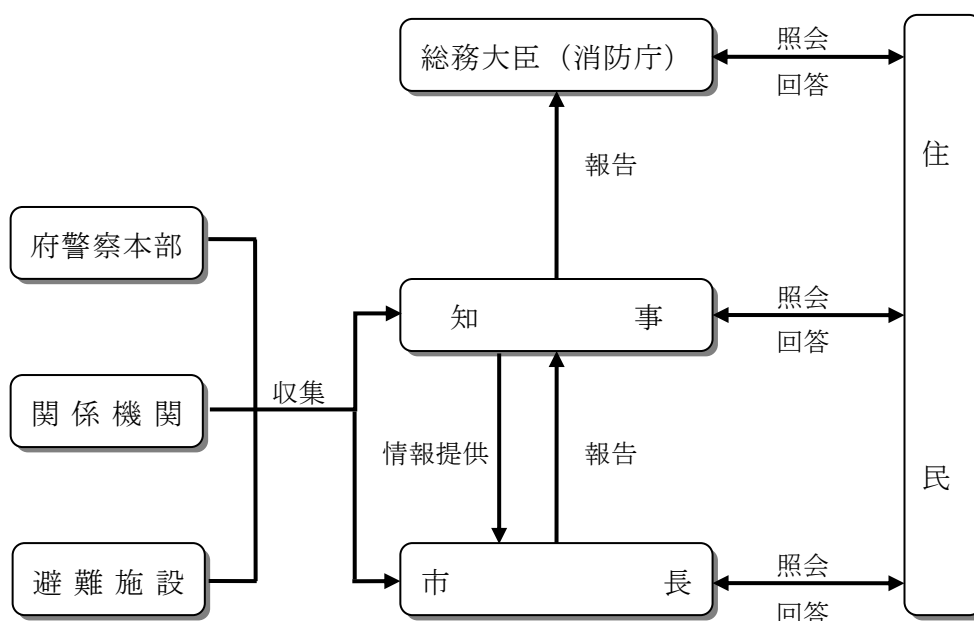 総務大臣（消防庁）
照会
回答
住民
報告
府警察本部
知事
照会
回答
関係機関
収集
情報提供
報告
避難施設
市長
照会
回答